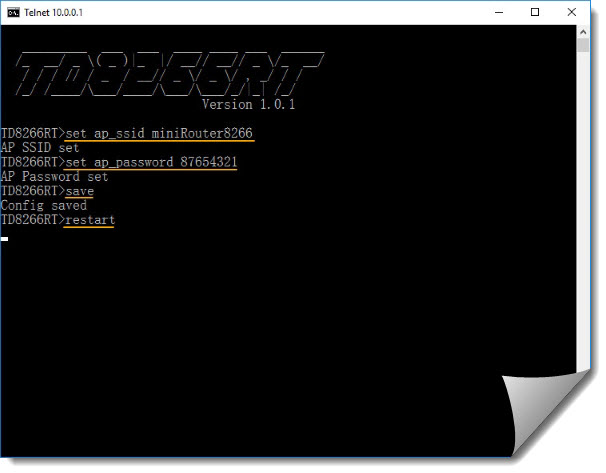 Telnet 10.0.0.1
TD8266RT
Version 1.0.1
TD8266RT>set ap_ssid miniRouter8266
AP SSID set
TD8266RT>set ap_password 87654321
AP Password set
TD8266RT>save
Config saved
TD8266RT>restart